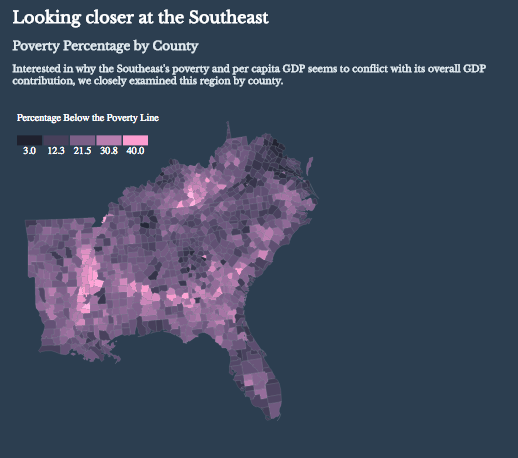 Looking closer at the Southeast
Poverty Percentage by County
Interested in why the Southeast's poverty and per capita GDP seems to conflict with its overall GDP
contribution, we closely examined this region by county.
Percentage Below the Poverty Line
3.0 12.3 21.5 30.8 40.0